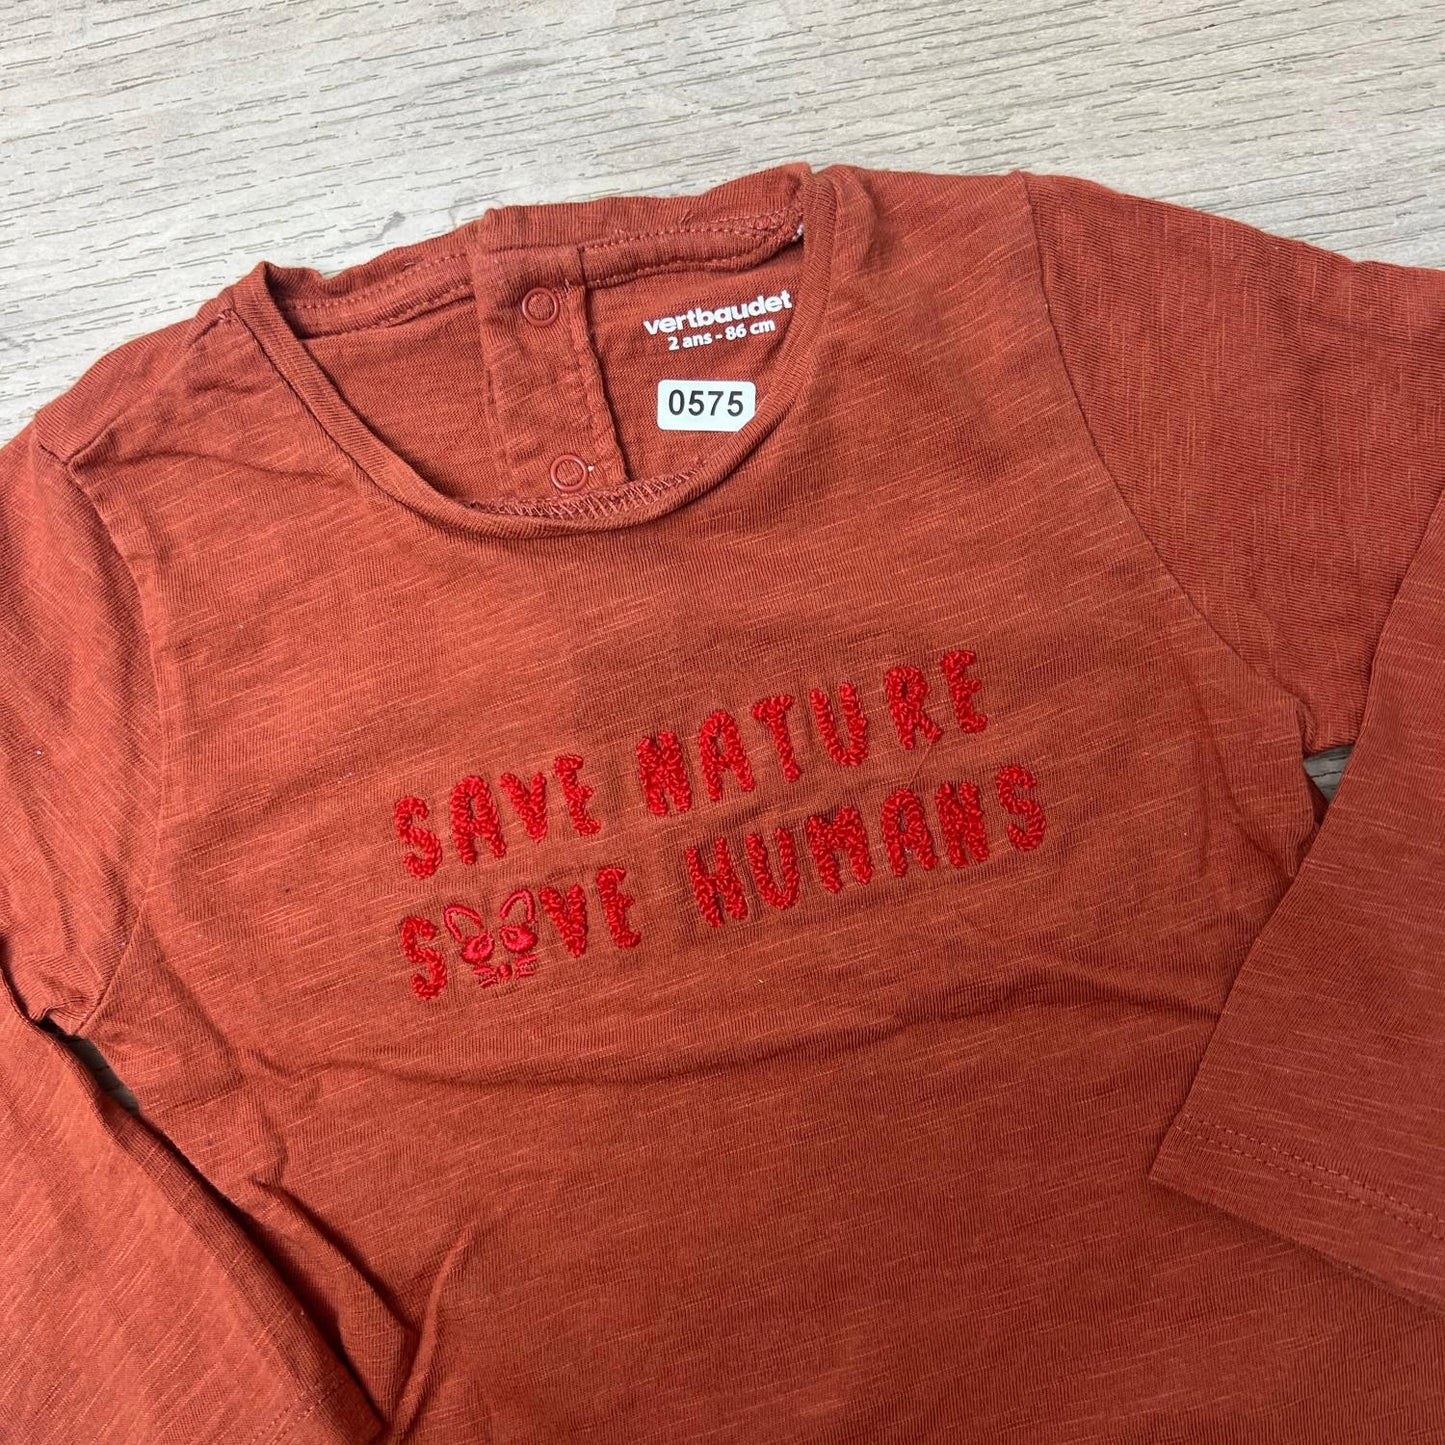 vertbaudet
2 ans - 86 cm
0575
SAVE NATURE
SAVE HUMANS